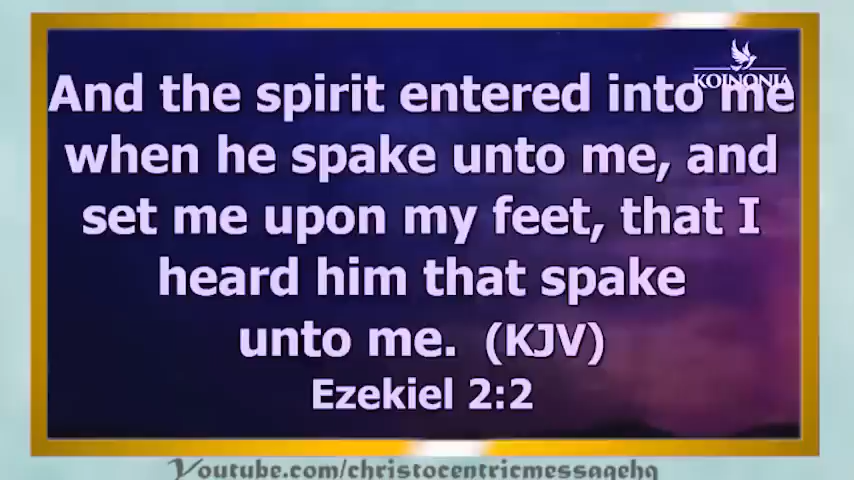 KOINONIA
And the spirit entered into me
when he spake unto me, and
set me upon my feet, that I
heard him that spake
unto me. (KJV)
Ezekiel 2:2
Youtube.com/christocentricmessagehq